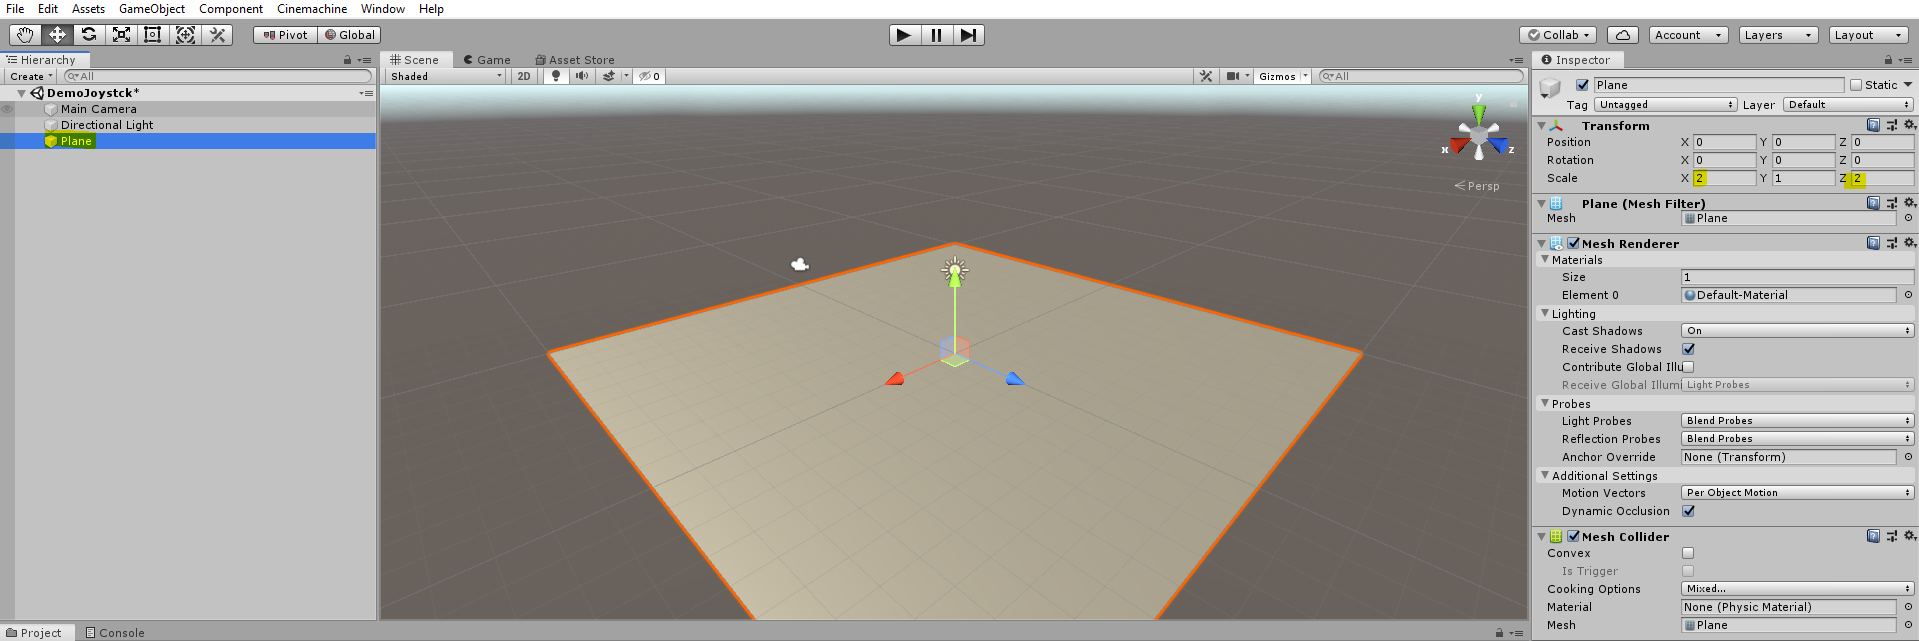 File Edit Assets GameObject Component Cinemachine Window Help
Pivot Global Collab Account Layers Layout
Hierarchy
Create All
DemoJoystck*
Main Camera
Directional Light
Plane
Scene Game Asset Store
Shaded 2D 0 Gizmos All
y
x z
Persp
Inspector
Plane Static
Tag Untagged Layer Default
Transform
Position X 0 Y 0 Z 0
Rotation X 0 Y 0 Z 0
Scale X 2 Y 1 Z 2
Plane (Mesh Filter)
Mesh Plane
Mesh Renderer
Materials
Size 1
Element 0 Default-Material
Lighting
Cast Shadows On
Receive Shadows
Contribute Global Illu
Receive Global Illumi Light Probes
Probes
Light Probes Blend Probes
Reflection Probes Blend Probes
Anchor Override None (Transform)
Additional Settings
Motion Vectors Per Object Motion
Dynamic Occlusion
Mesh Collider
Convex
Is Trigger
Cooking Options Mixed...
Material None (Physic Material)
Mesh Plane
Project Console